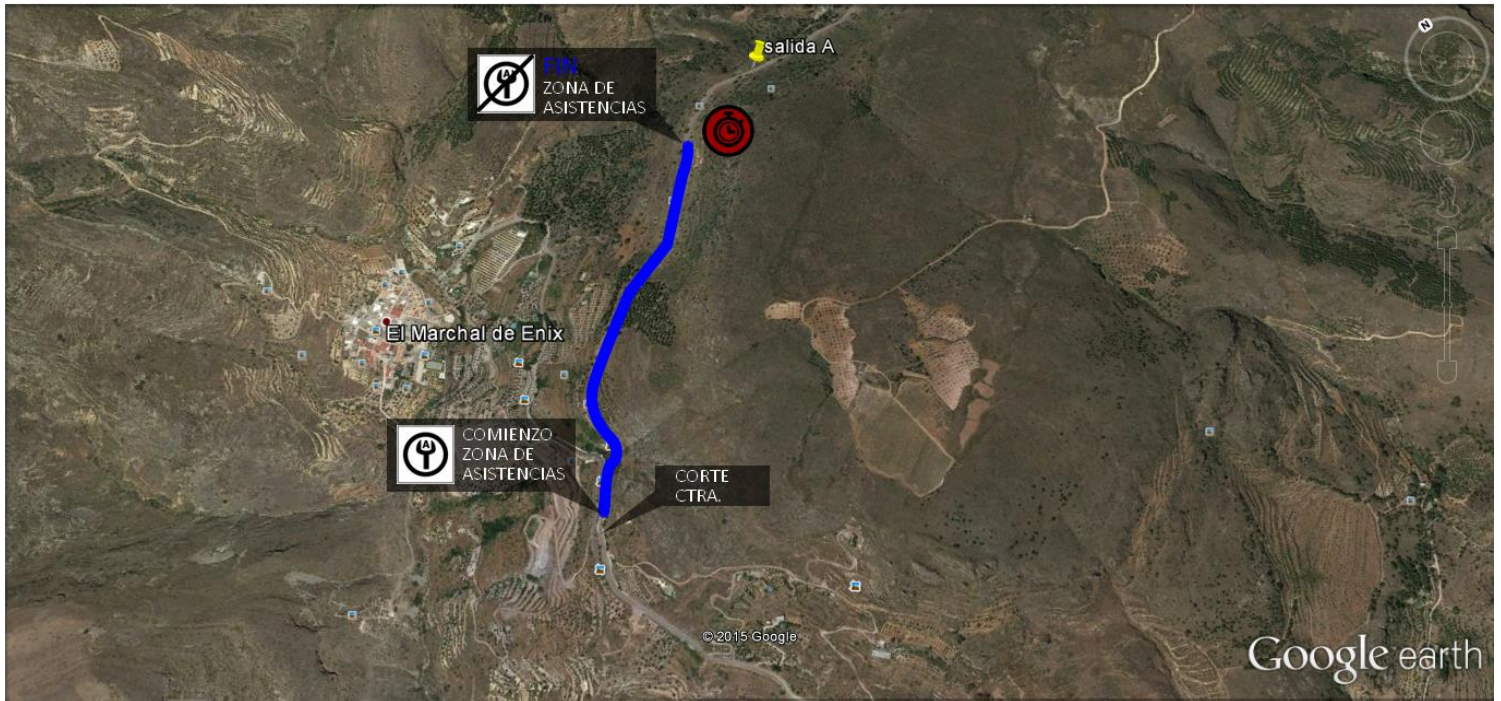 salida A
FIN
ZONA DE
ASISTENCIAS
N
El Marchal de Enix
COMIENZO
ZONA DE
ASISTENCIAS
CORTE
CTRA.
© 2015 Google
Google earth